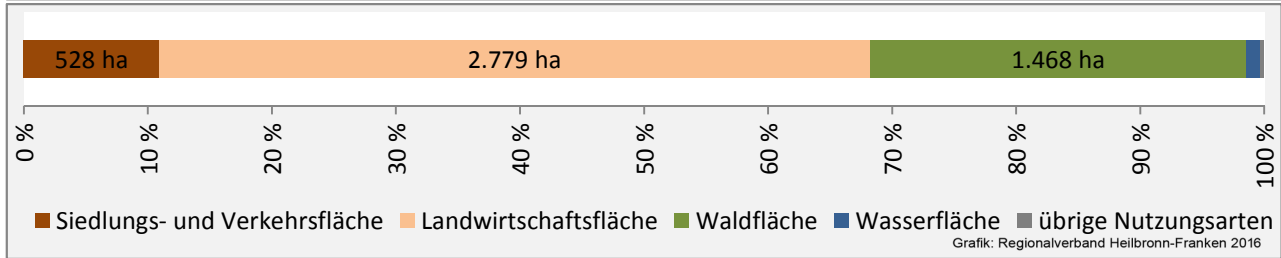 528 ha 2.779 ha 1.468 ha
0 % 10 % 20 % 30 % 40 % 50 % 60 % 70 % 80 % 90 % 100 %
Siedlungs- und Verkehrsfläche Landwirtschaftsfläche Waldfläche Wasserfläche übrige Nutzungsarten
Grafik: Regionalverband Heilbronn-Franken 2016